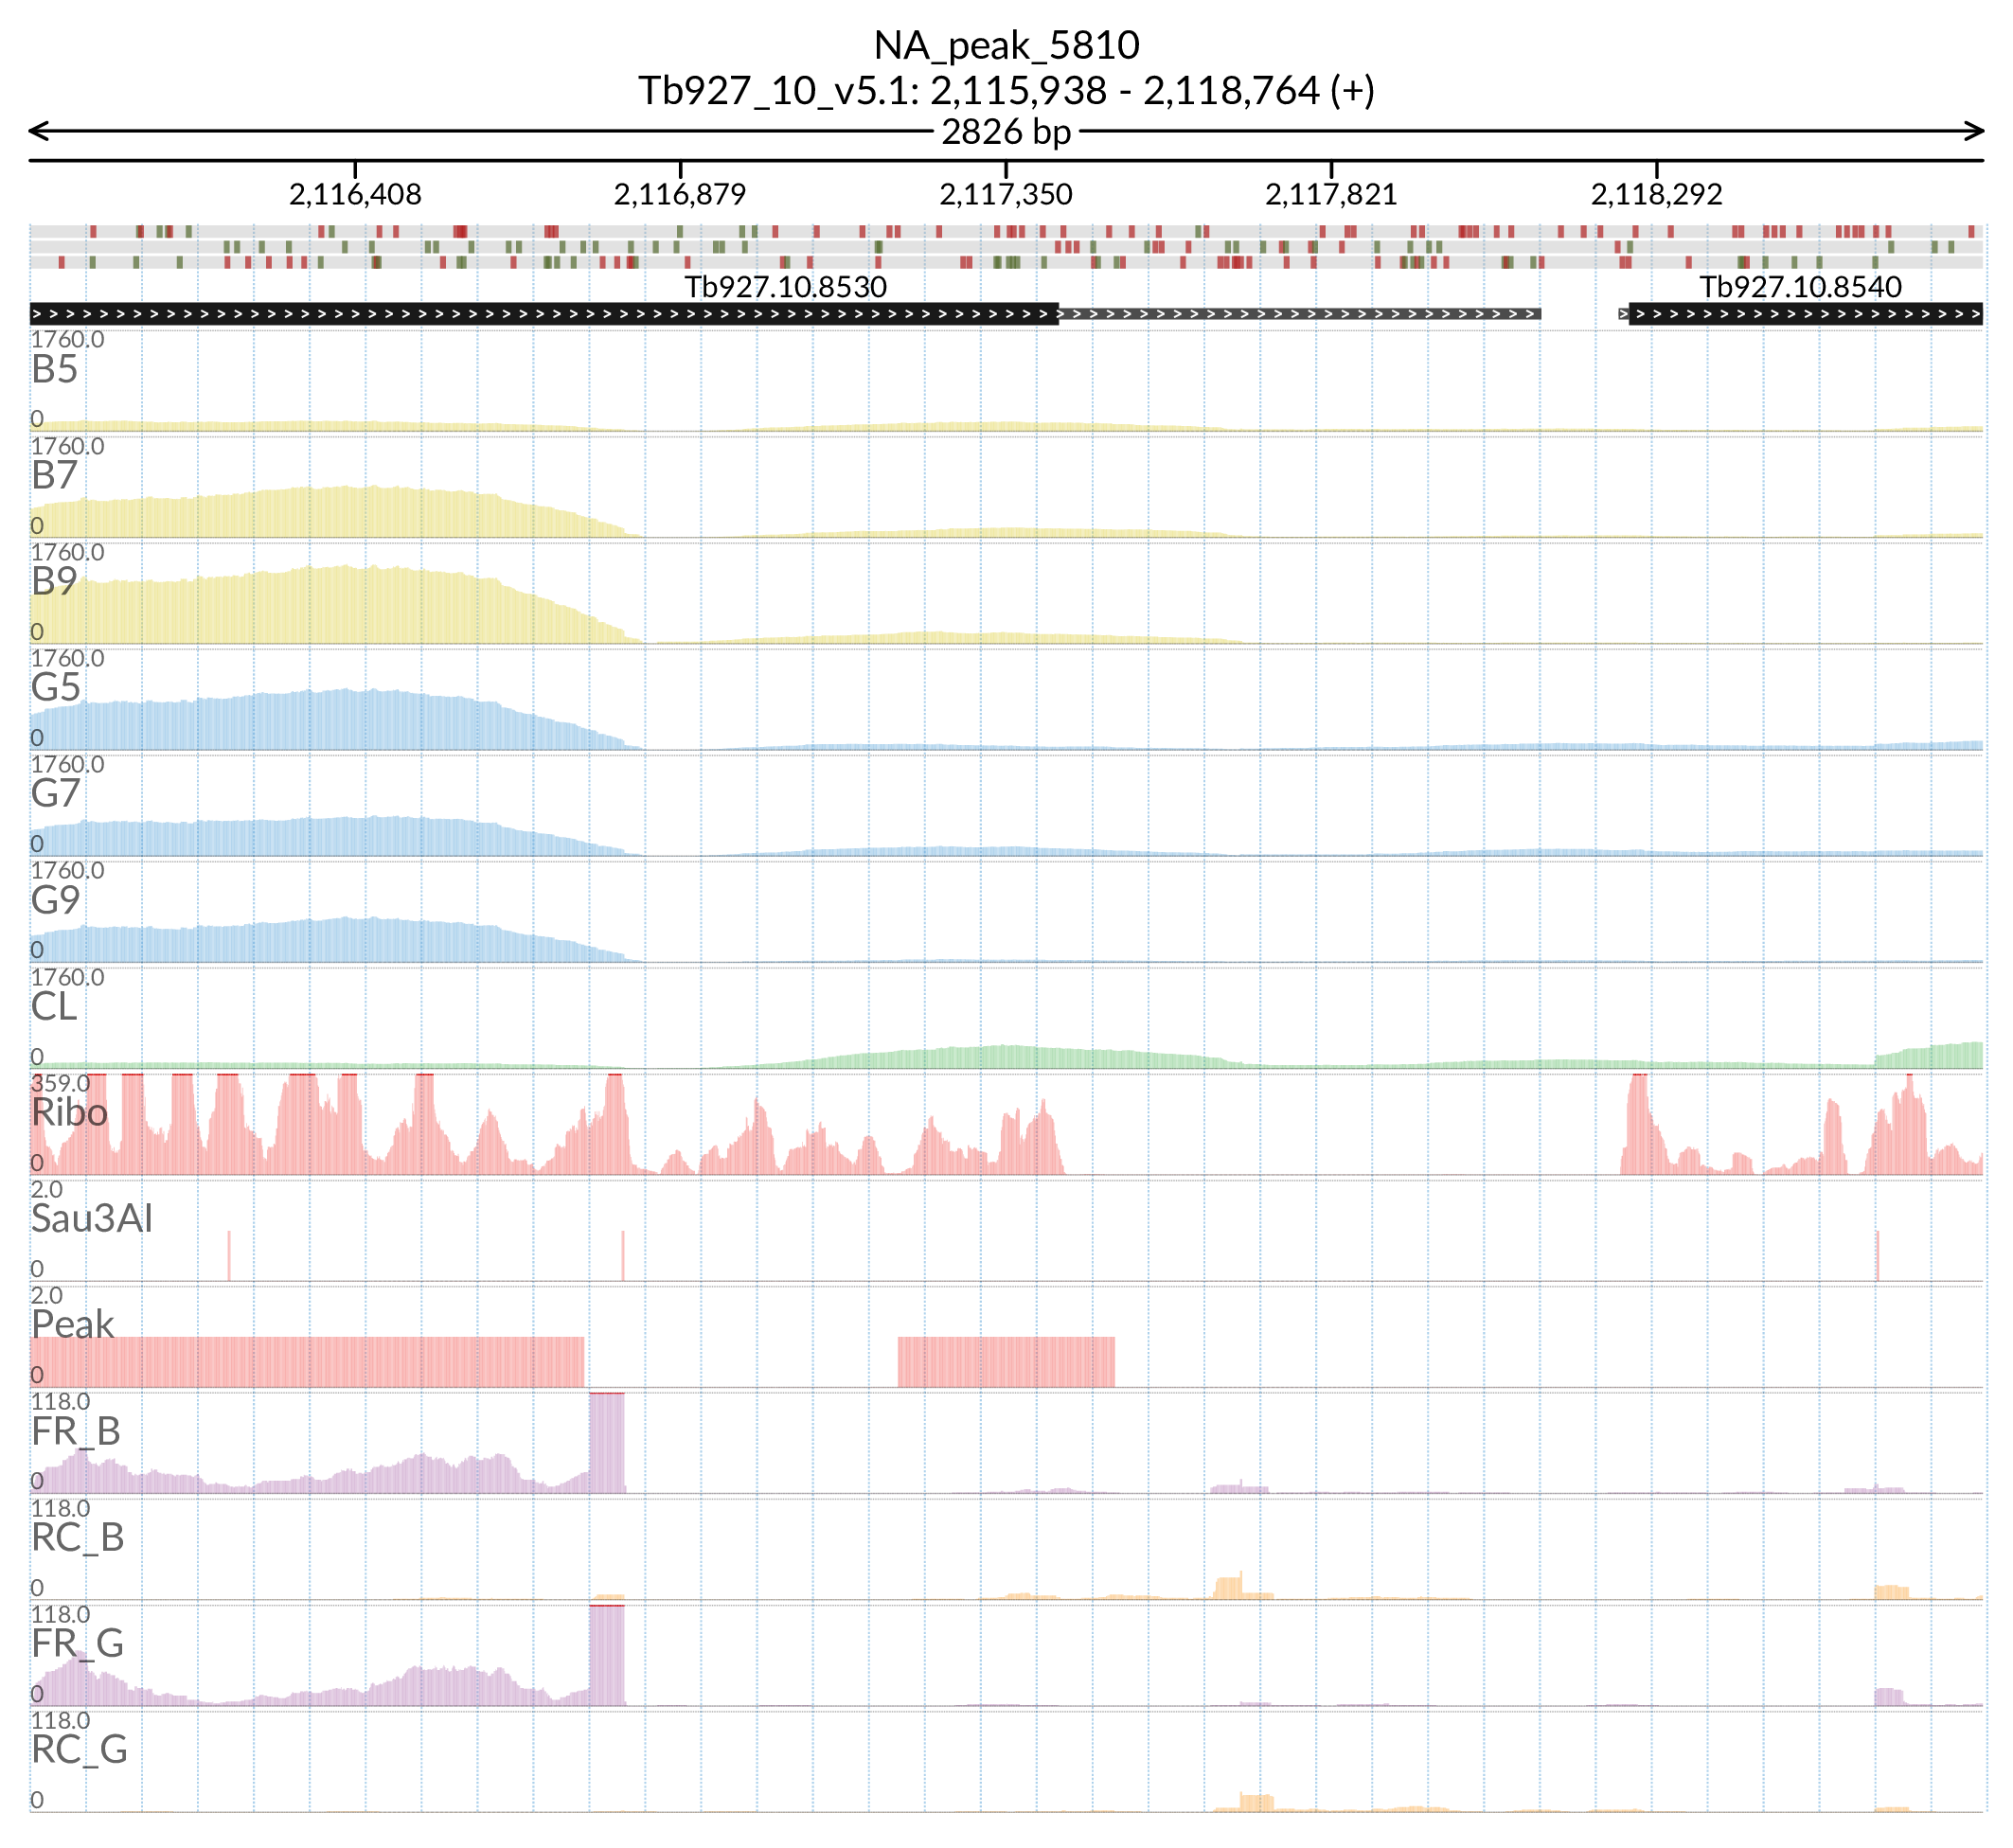 NA_peak_5810
Tb927_10_v5.1: 2,115,938 - 2,118,764 (+)
2826 bp
2,116,408 2,116,879 2,117,350 2,117,821 2,118,292
Tb927.10.8530 Tb927.10.8540
1760.0
B5
0
1760.0
B7
0
1760.0
B9
0
1760.0
G5
0
1760.0
G7
0
1760.0
G9
0
1760.0
CL
0
359.0
Ribo
0
2.0
Sau3AI
0
2.0
Peak
0
118.0
FR_B
0
118.0
RC_B
0
118.0
FR_G
0
118.0
RC_G
0